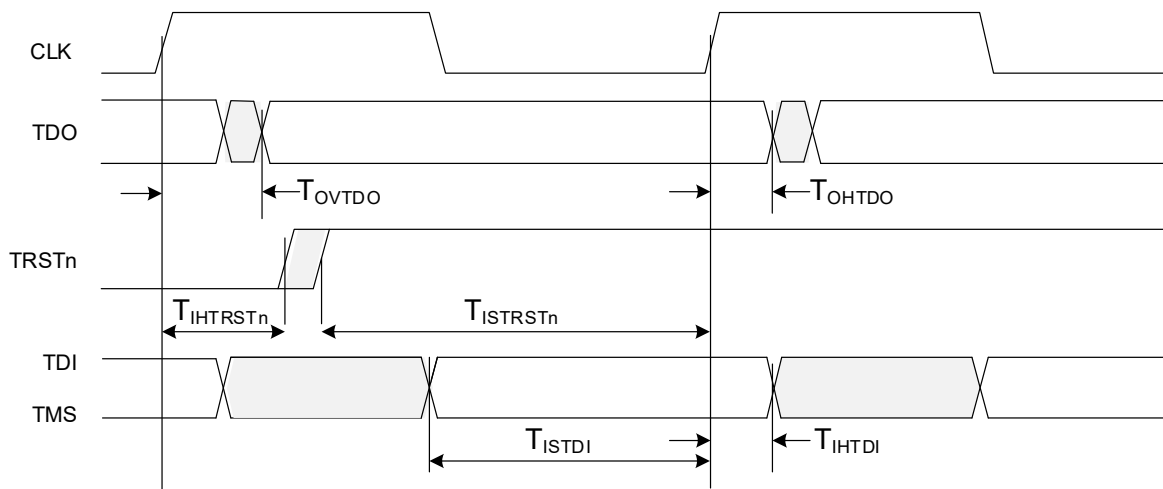 CLK
TDO
TOVTDO
TOHTDO
TRSTn
TIHTRSTn
TISTRSTn
TDI
TMS
TISTDI
TIHTDI